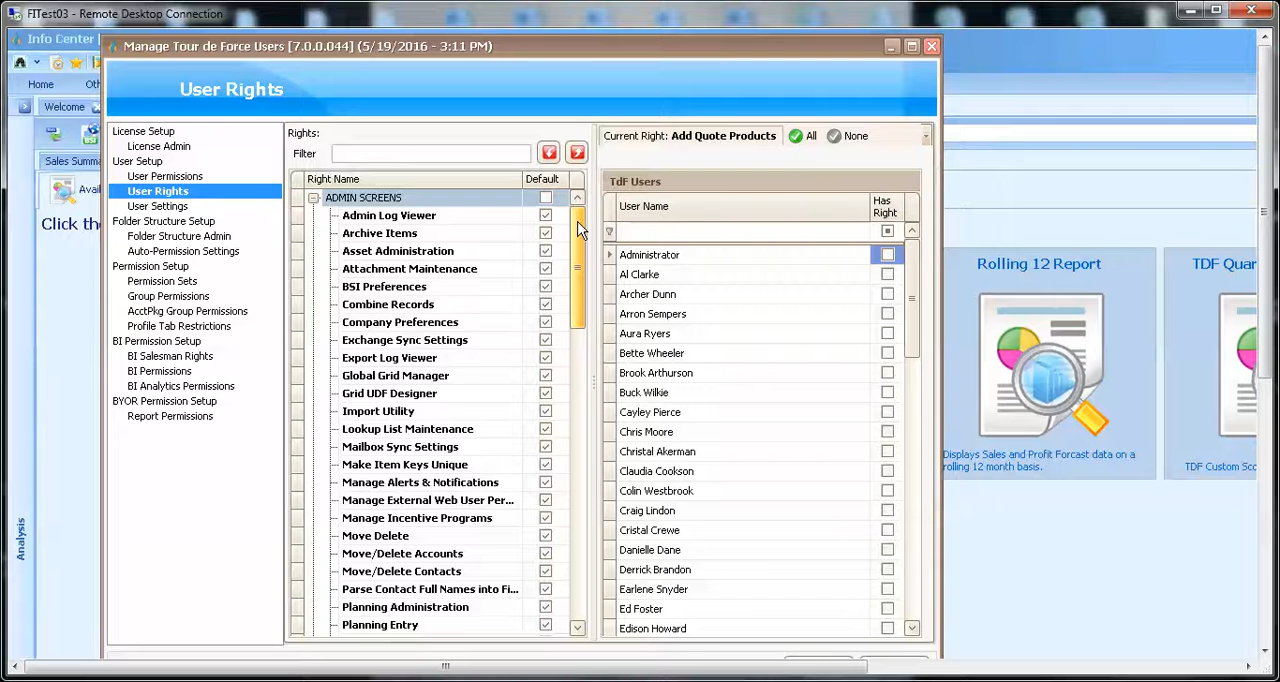 FITest03 - Remote Desktop Connection
Info Center
Manage Tour de Force Users [7.0.0.044] (5/19/2016 - 3:11 PM)
Home
Welcome
Sales Summa
Click the
Analysis
User Rights
License Setup
License Admin
User Setup
User Permissions
User Rights
User Settings
Folder Structure Setup
Folder Structure Admin
Auto-Permission Settings
Permission Setup
Permission Sets
Group Permissions
AcctPkg Group Permissions
Profile Tab Restrictions
BI Permission Setup
BI Salesman Rights
BI Permissions
BI Analytics Permissions
BYOR Permission Setup
Report Permissions
Rights:
Filter
Right Name Default
ADMIN SCREENS
Admin Log Viewer
Archive Items
Asset Administration
Attachment Maintenance
BSI Preferences
Combine Records
Company Preferences
Exchange Sync Settings
Export Log Viewer
Global Grid Manager
Grid UDF Designer
Import Utility
Lookup List Maintenance
Mailbox Sync Settings
Make Item Keys Unique
Manage Alerts & Notifications
Manage External Web User Per...
Manage Incentive Programs
Move Delete
Move/Delete Accounts
Move/Delete Contacts
Parse Contact Full Names into Fi...
Planning Administration
Planning Entry
Current Right: Add Quote Products All None
TdF Users
User Name Has Right
Administrator
Al Clarke
Archer Dunn
Arron Sempers
Aura Ryers
Bette Wheeler
Brook Arthurson
Buck Wilkie
Cayley Pierce
Chris Moore
Christal Akerman
Claudia Cookson
Colin Westbrook
Craig Lindon
Cristal Crewe
Danielle Dane
Derrick Brandon
Earlene Snyder
Ed Foster
Edison Howard
Rolling 12 Report
Displays Sales and Profit Forcast data on a
rolling 12 month basis.
TDF Quar
TDF Custom Sco